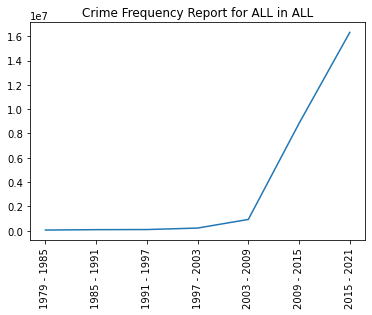 Crime Frequency Report for ALL in ALL
1e7
1.6
1.4
1.2
1.0
0.8
0.6
0.4
0.2
0.0
1979 - 1985
1985 - 1991
1991 - 1997
1997 - 2003
2003 - 2009
2009 - 2015
2015 - 2021